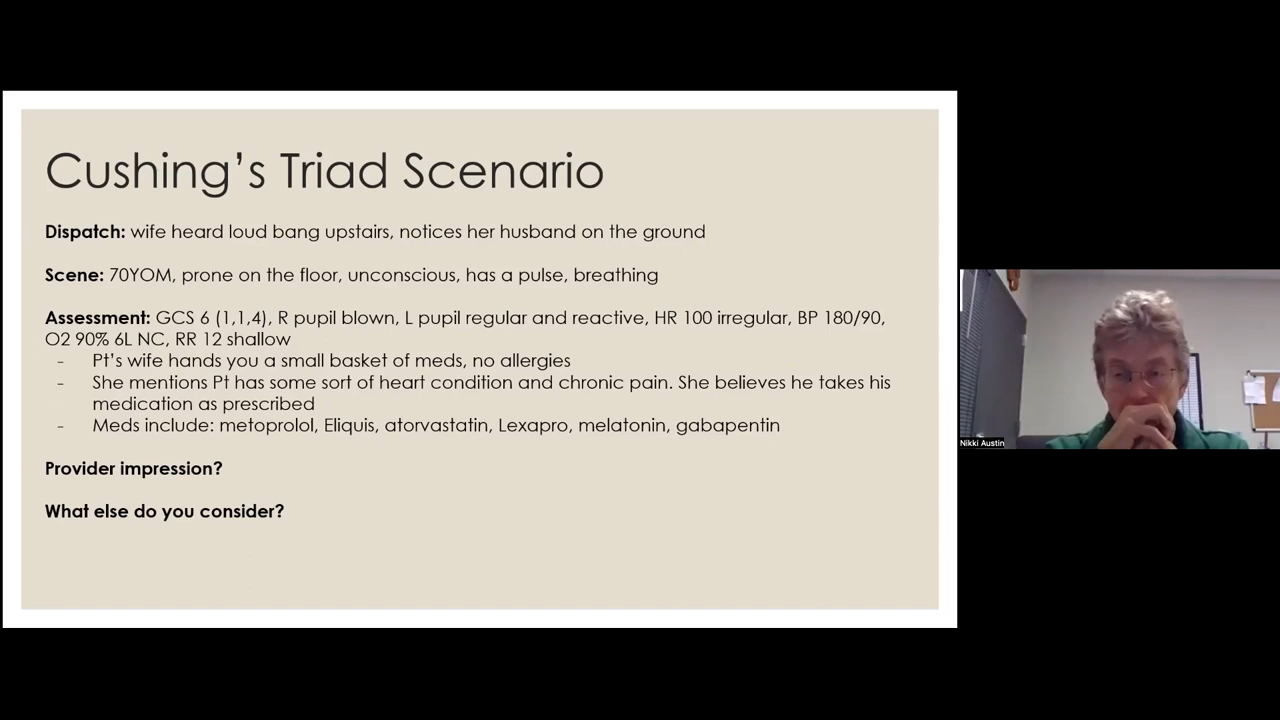 Cushing's Triad Scenario
Dispatch: wife heard loud bang upstairs, notices her husband on the ground
Scene: 70YOM, prone on the floor, unconscious, has a pulse, breathing
Assessment: GCS 6 (1,1,4), R pupil blown, L pupil regular and reactive, HR 100 irregular, BP 180/90,
O2 90% 6L NC, RR 12 shallow
- Pt's wife hands you a small basket of meds, no allergies
- She mentions Pt has some sort of heart condition and chronic pain. She believes he takes his
medication as prescribed
- Meds include: metoprolol, Eliquis, atorvastatin, Lexapro, melatonin, gabapentin
Provider impression?
What else do you consider?
Nikki Austin